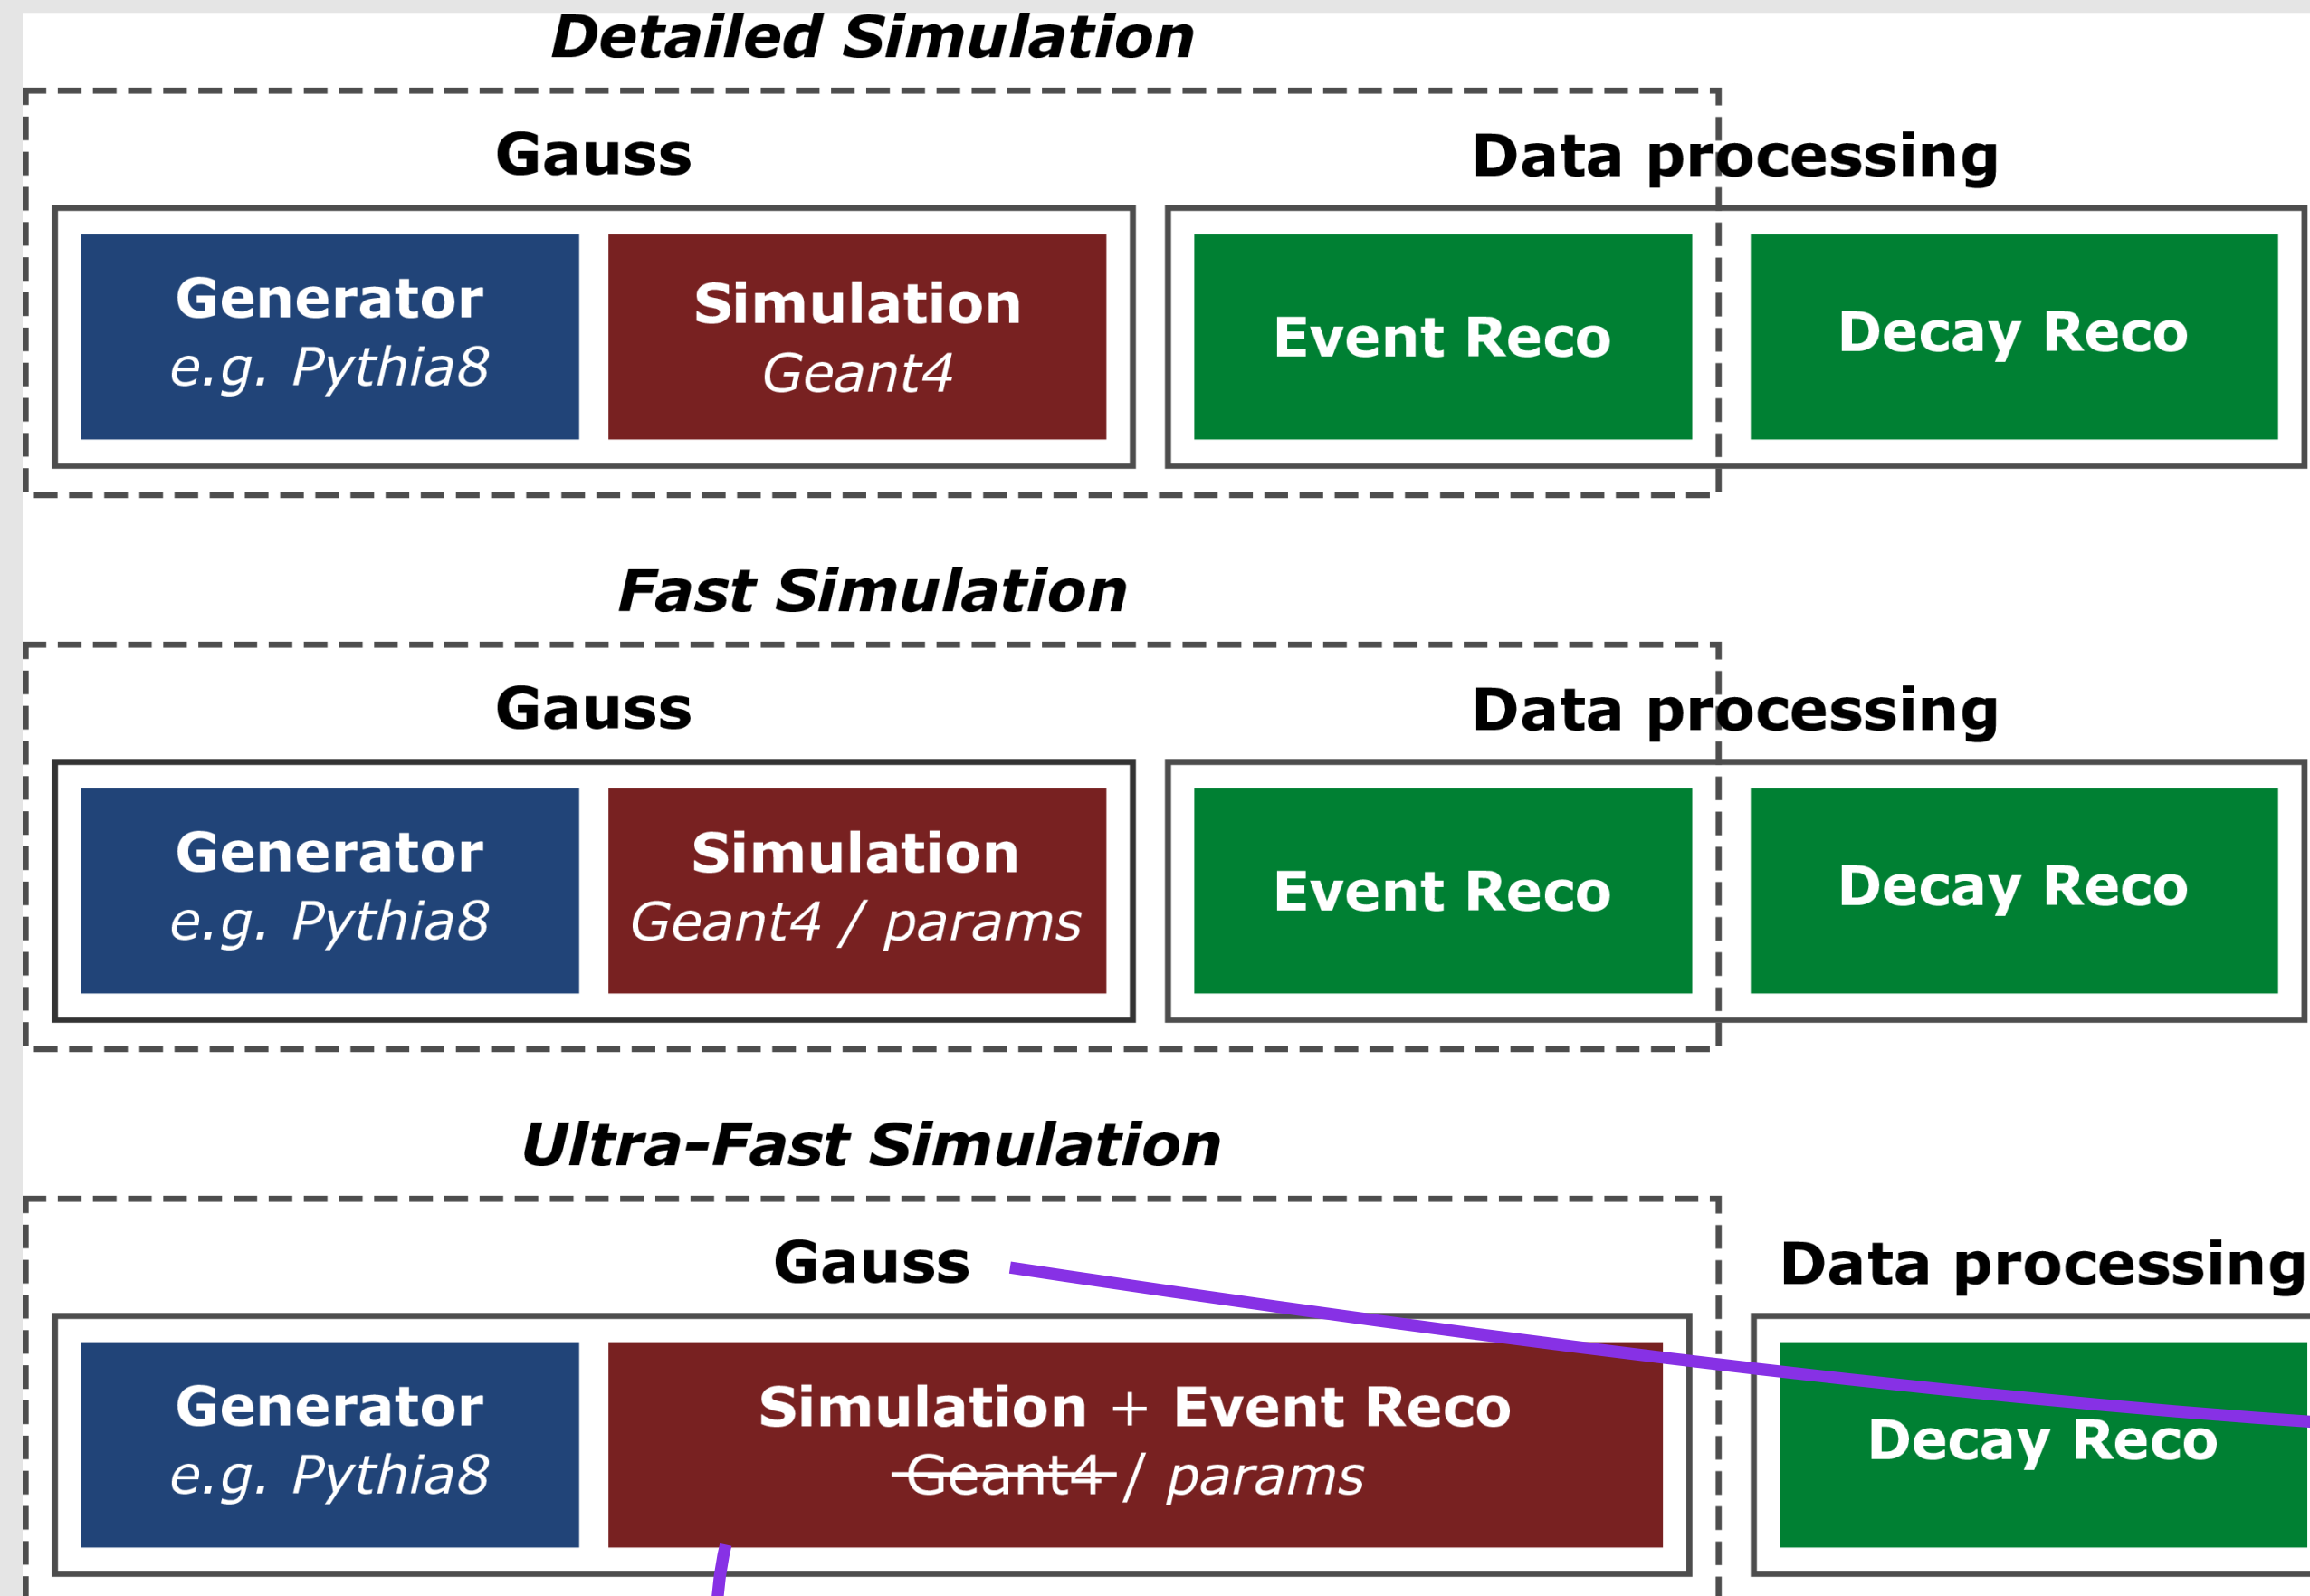 Detailed Simulation
Gauss
Data processing
Generator
e.g. Pythia8
Simulation
Geant4
Event Reco
Decay Reco
Fast Simulation
Gauss
Data processing
Generator
e.g. Pythia8
Simulation
Geant4 / params
Event Reco
Decay Reco
Ultra-Fast Simulation
Gauss
Data processing
Generator
e.g. Pythia8
Simulation + Event Reco
Geant4 / params
Decay Reco